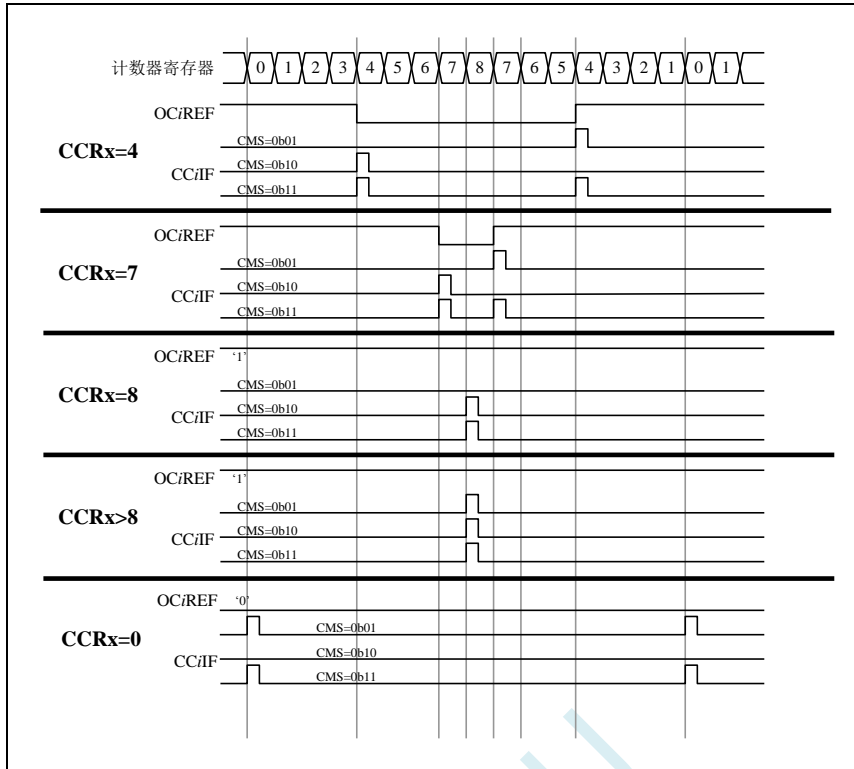 计数器寄存器 0 1 2 3 4 5 6 7 8 7 6 5 4 3 2 1 0 1
OCiREF
CMS=0b01
CCRx=4
CMS=0b10
CCiIF
CMS=0b11
OCiREF
CMS=0b01
CCRx=7
CMS=0b10
CCiIF
CMS=0b11
OCiREF ‘1’
CMS=0b01
CCRx=8
CMS=0b10
CCiIF
CMS=0b11
OCiREF ‘1’
CMS=0b01
CCRx>8
CMS=0b10
CCiIF
CMS=0b11
OCiREF ‘0’
CMS=0b01
CCRx=0
CMS=0b10
CCiIF
CMS=0b11